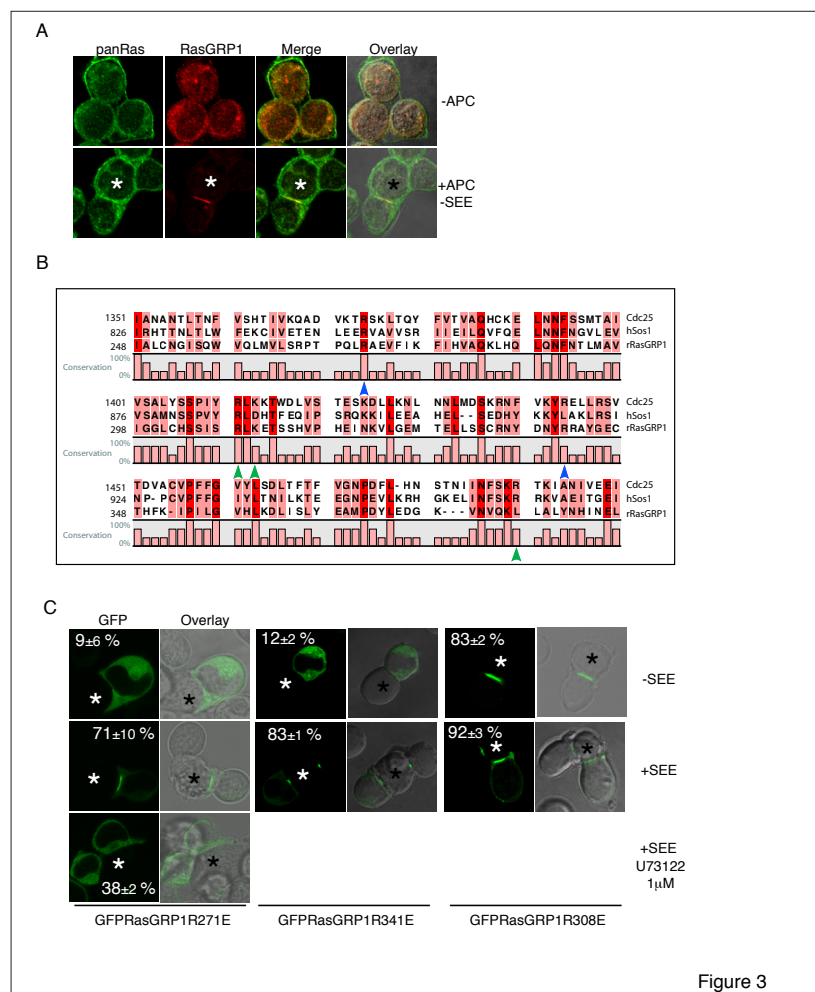 A
panRas RasGRP1 Merge Overlay
-APC
* * * *
+APC
-SEE
B
1351 IANANTLTNF VSHTIVKQAD VKTRSKLTQY FVTVAQHCKE LNNFSSMTAI Cdc25
826 IRHTTNLTLW FEKCIVETEN LEERVAVVSR IIEILQVFQE LNNFNGVLEV hSos1
248 IALCNGISQW VQLMVLSRPT PQLRAEVFIK FIHVAQKLHQ LQNFNTLMAV rRasGRP1
100%
Conservation
0%
1401 VSALYSSPIY RLKKTWDLVS TESKDLLKNL NNLMDSKRNF VKYRELLRSV Cdc25
876 VSAMNSSPVY RLDHTFEQIP SRQKKILEEA HEL--SEDHY KKYLAKLRSI hSos1
298 IGGLCHSSIS RLKETSSHVP HEINKVLGEM TELLSSCRNY DNYRRAYGEC rRasGRP1
100%
Conservation
0%
1451 TDVACVPFFG VYLSDLTFTF VGNPDFL-HN STNIINFSKR TKIANIVEEI Cdc25
924 NP-PCVPFFG IYLTNILKTE EGNPEVLKRH GKELINFSKR RKVAEITGEI hSos1
348 THFK-IPILG VHLKDLISLY EAMPDYLEDG K---VNVQKL LALYNHINEL rRasGRP1
100%
Conservation
0%
C
GFP Overlay
9±6 % 12±2 % 83±2 %
* * * * * *
-SEE
71±10 % 83±1 % 92±3 %
* * * * * *
+SEE
* *
38±2 %
+SEE
U73122
1µM
GFPRasGRP1R271E GFPRasGRP1R341E GFPRasGRP1R308E
Figure 3